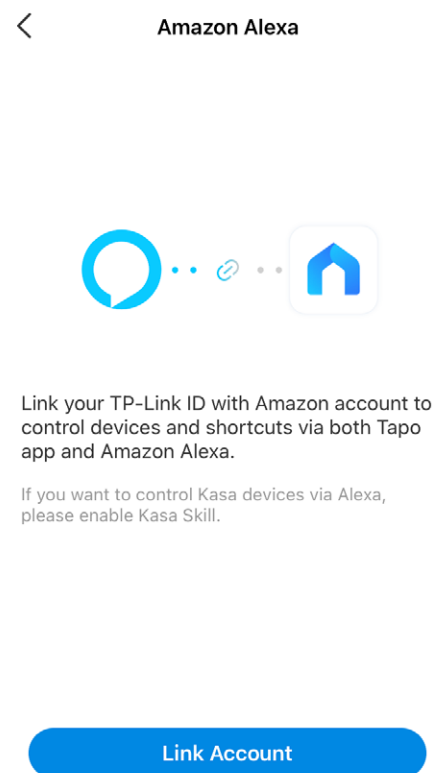 Amazon Alexa
Link your TP-Link ID with Amazon account to
control devices and shortcuts via both Tapo
app and Amazon Alexa.
If you want to control Kasa devices via Alexa,
please enable Kasa Skill.
Link Account